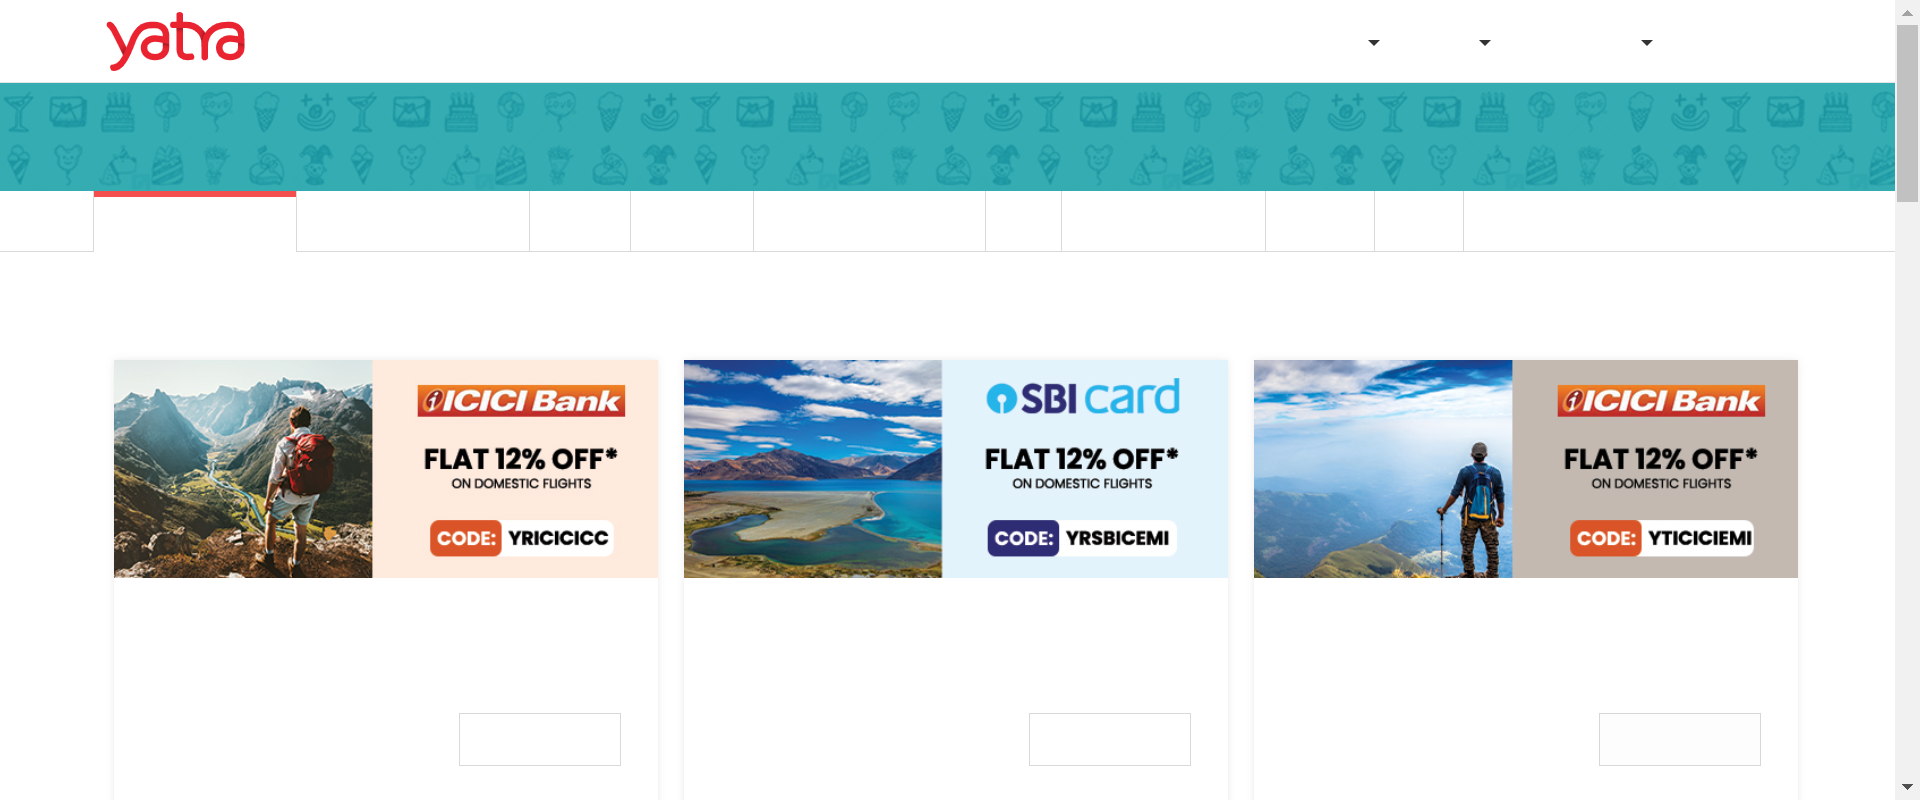 yatra
ICICI Bank
FLAT 12% OFF*
ON DOMESTIC FLIGHTS
CODE: YRICICICC
SBI card
FLAT 12% OFF*
ON DOMESTIC FLIGHTS
CODE: YRSBICEMI
ICICI Bank
FLAT 12% OFF*
ON DOMESTIC FLIGHTS
CODE: YTICICIEMI